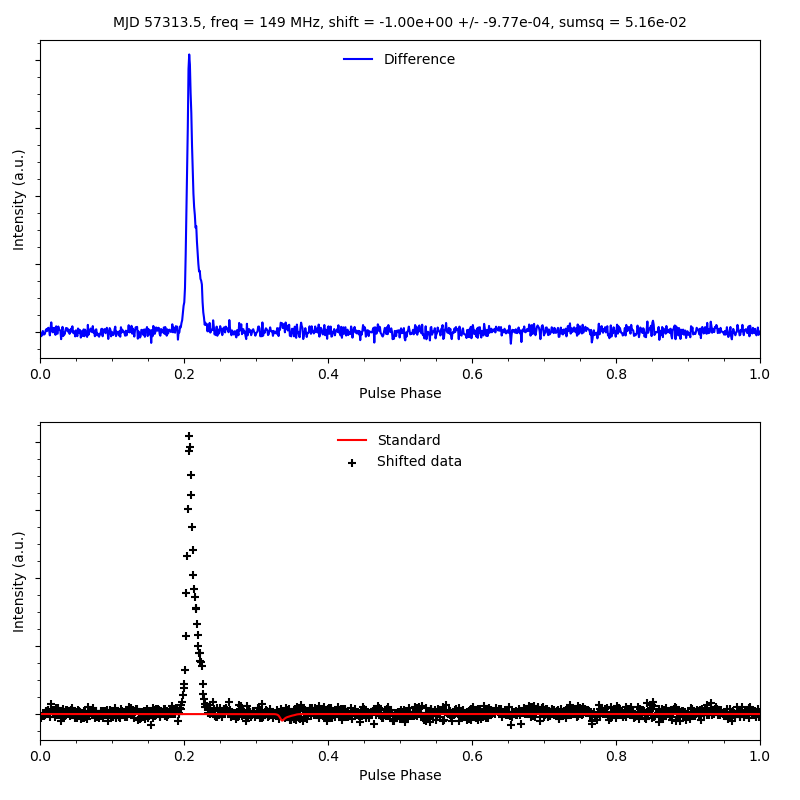 MJD 57313.5, freq = 149 MHz, shift = -1.00e+00 +/- -9.77e-04, sumsq = 5.16e-02
Difference
Intensity (a.u.)
0.0 0.2 0.4 0.6 0.8 1.0
Pulse Phase
Standard
Shifted data
Intensity (a.u.)
0.0 0.2 0.4 0.6 0.8 1.0
Pulse Phase